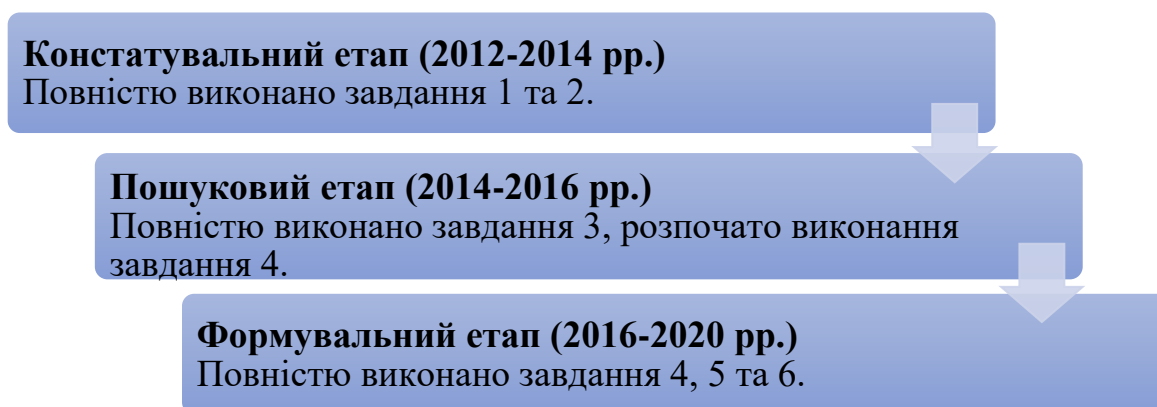 Констатувальний етап (2012-2014 рр.)
Повністю виконано завдання 1 та 2.
Пошуковий етап (2014-2016 рр.)
Повністю виконано завдання 3, розпочато виконання
завдання 4.
Формувальний етап (2016-2020 рр.)
Повністю виконано завдання 4, 5 та 6.